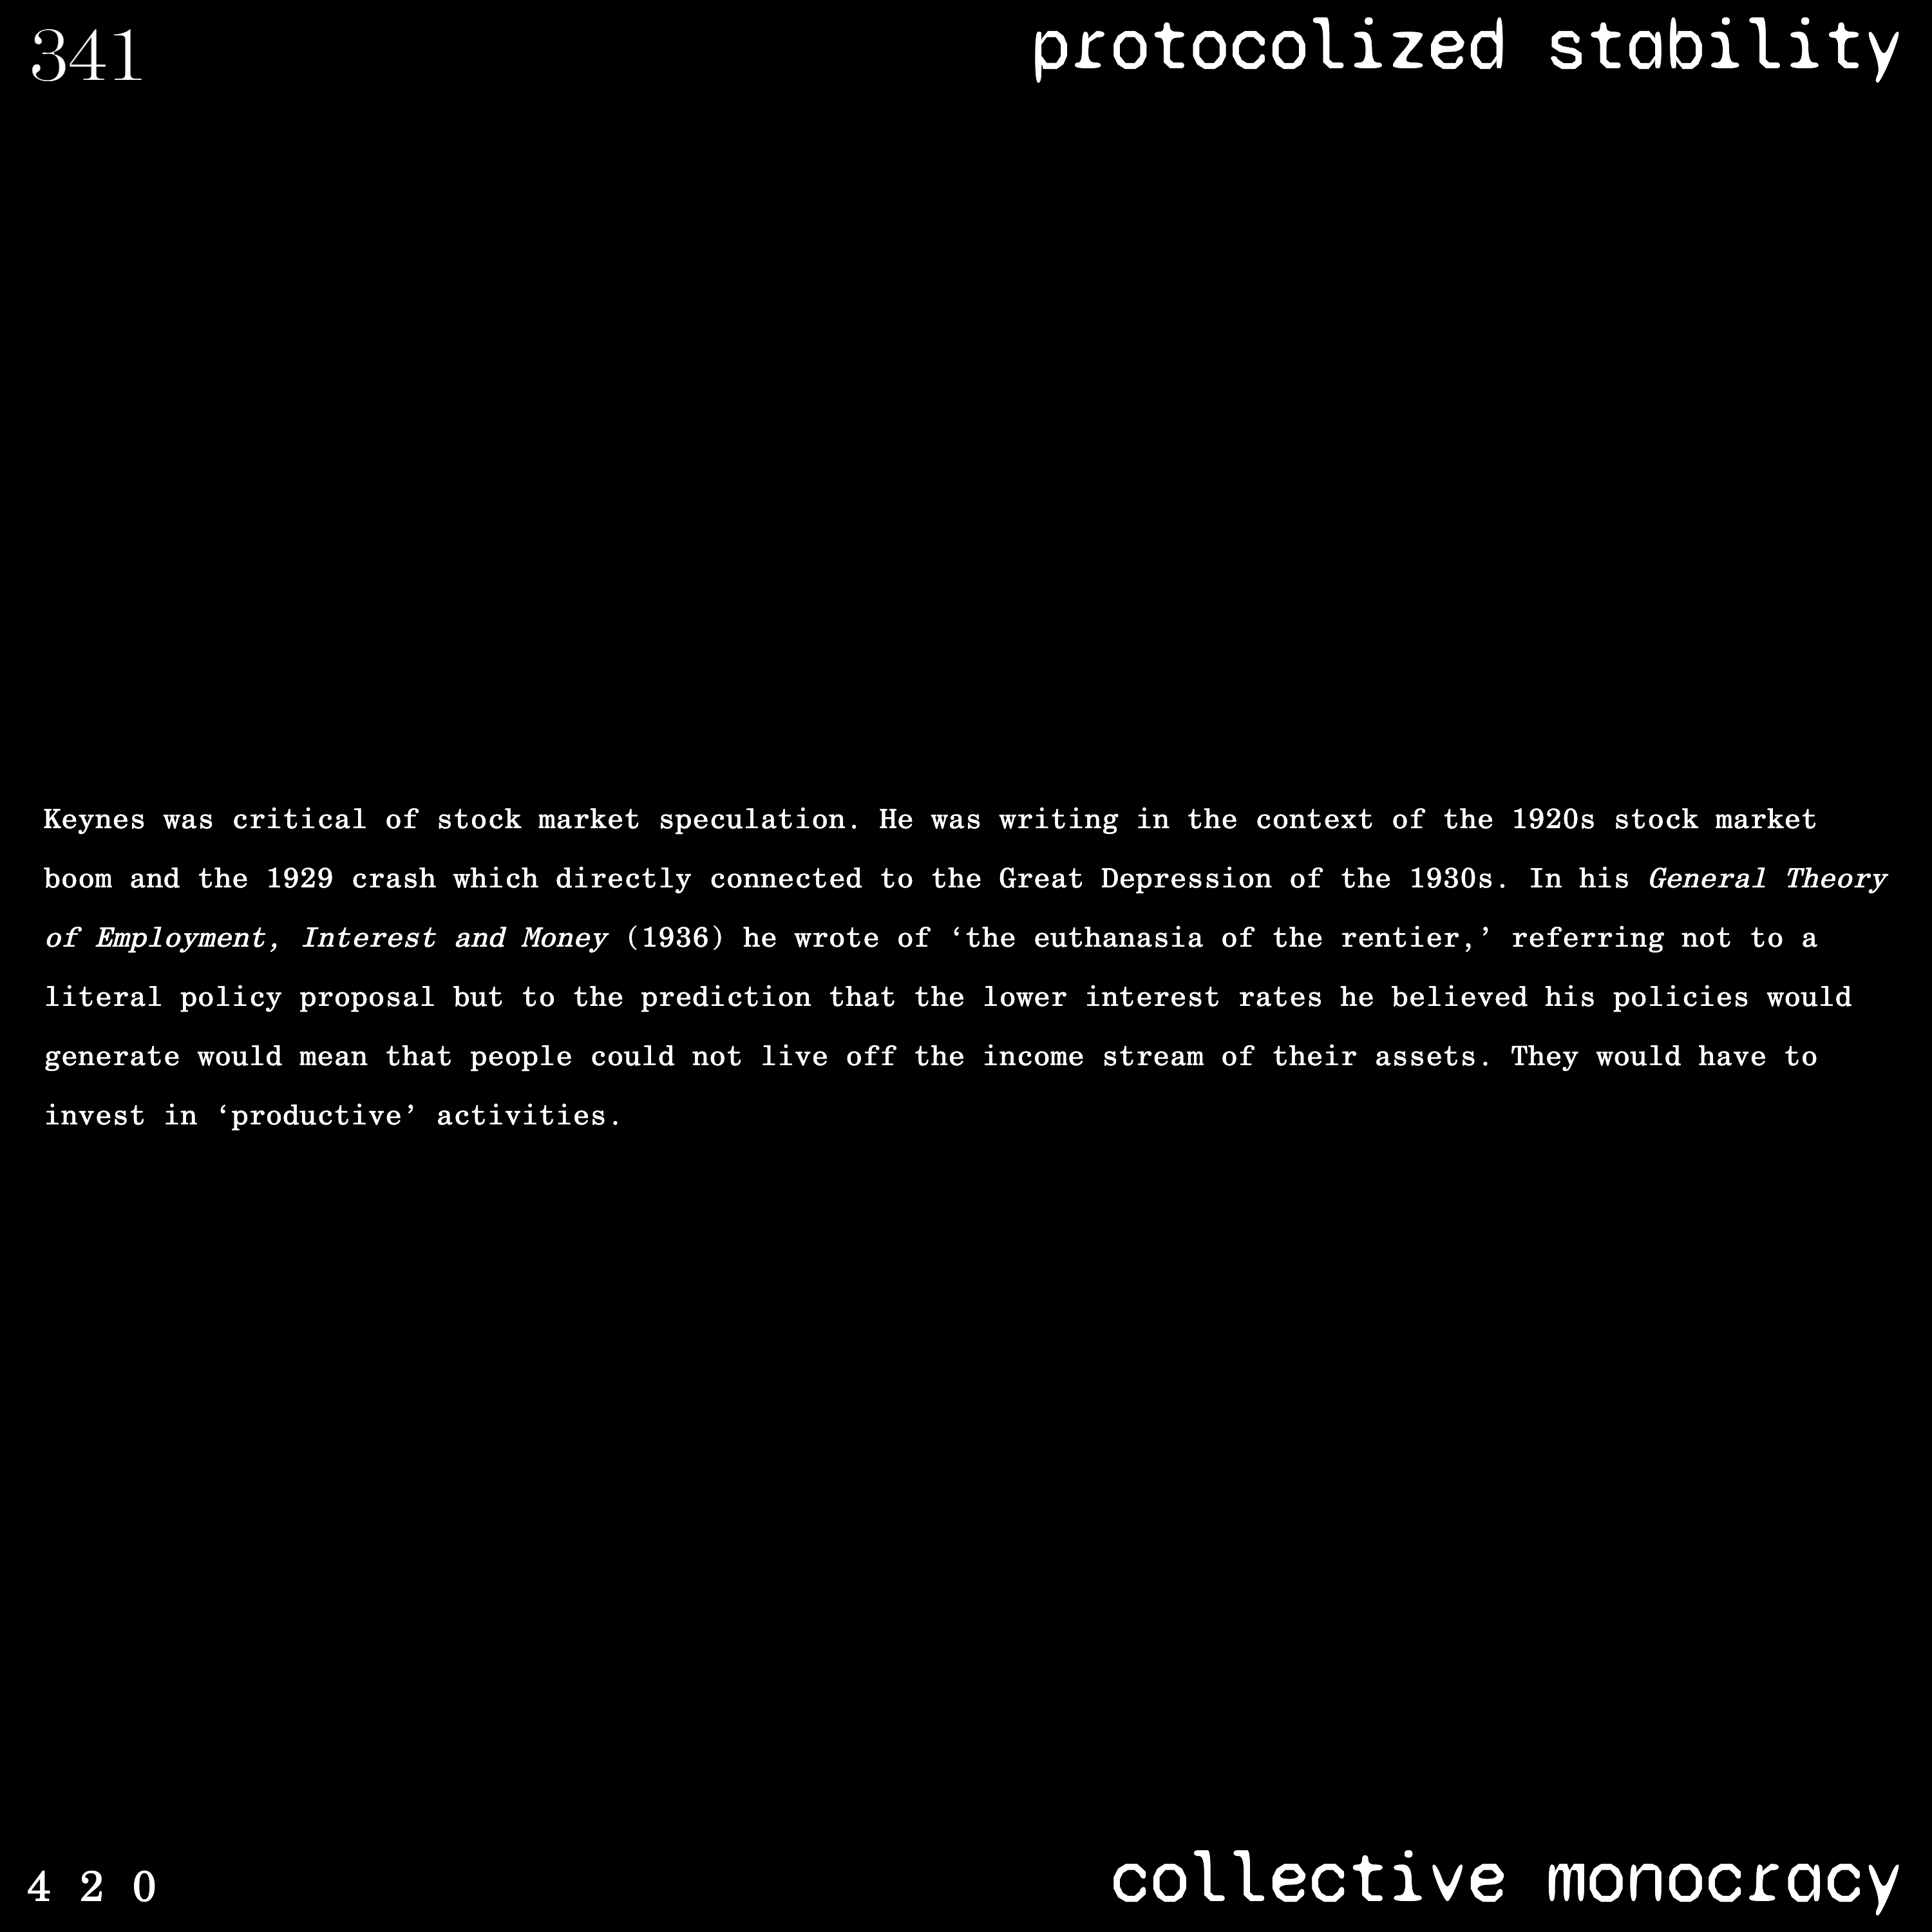 341
protocolized stability
Keynes was critical of stock market speculation. He was writing in the context of the 1920s stock market
boom and the 1929 crash which directly connected to the Great Depression of the 1930s. In his General Theory
of Employment, Interest and Money (1936) he wrote of ‘the euthanasia of the rentier,’ referring not to a
literal policy proposal but to the prediction that the lower interest rates he believed his policies would
generate would mean that people could not live off the income stream of their assets. They would have to
invest in ‘productive’ activities.
4 2 0
collective monocracy